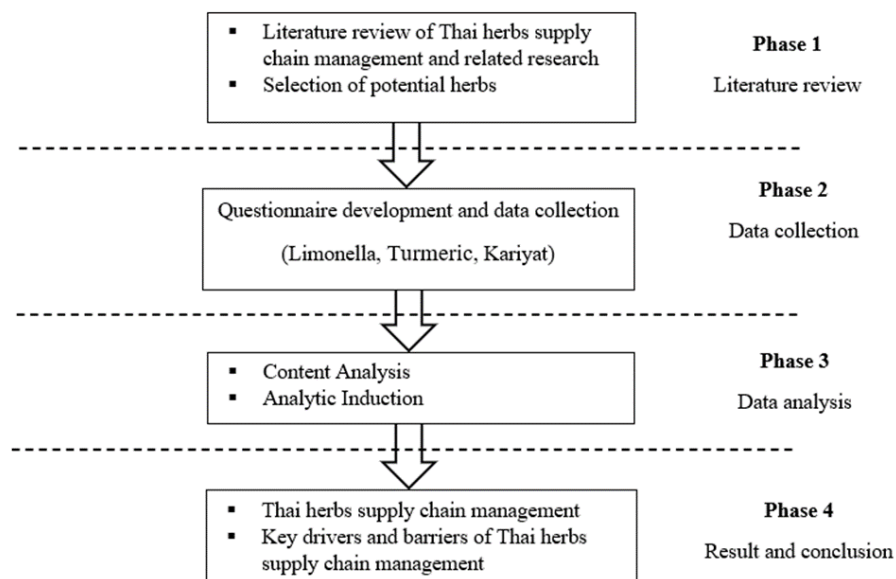 ▪ Literature review of Thai herbs supply
chain management and related research
▪ Selection of potential herbs
Phase 1
Literature review
Questionnaire development and data collection
(Limonella, Turmeric, Kariyat)
Phase 2
Data collection
▪ Content Analysis
▪ Analytic Induction
Phase 3
Data analysis
▪ Thai herbs supply chain management
▪ Key drivers and barriers of Thai herbs
supply chain management
Phase 4
Result and conclusion